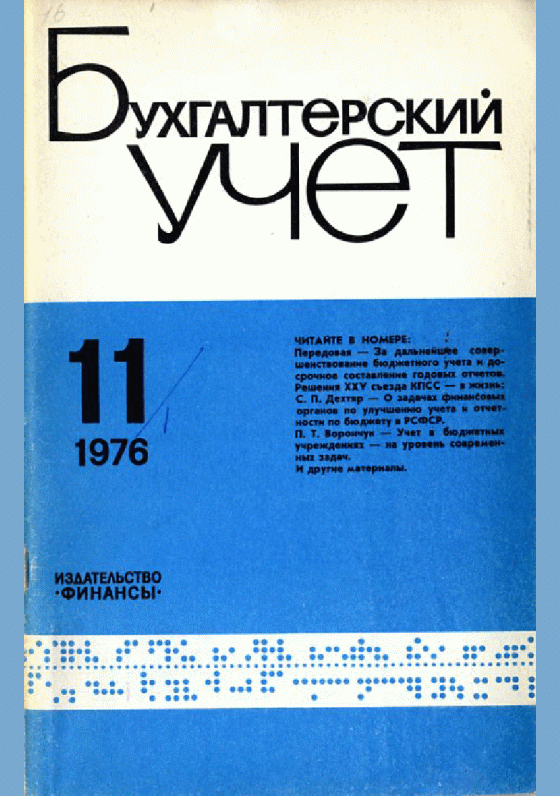 Бухгалтерский
учет
11
1976
ЧИТАЙТЕ В НОМЕРЕ:
Передовая — За дальнейшее совер-
шенствование бюджетного учета и до-
срочное составление годовых отчетов.
Решения XXV съезда КПСС — в жизнь:
С. П. Дехтяр — О задачах финансовых
органов по улучшению учета и отчет-
ности по бюджету в РСФСР.
П. Т. Ворончук — Учет в бюджетных
учреждениях — на уровень современ-
ных задач.
И другие материалы.
ИЗДАТЕЛЬСТВО
·ФИНАНСЫ·